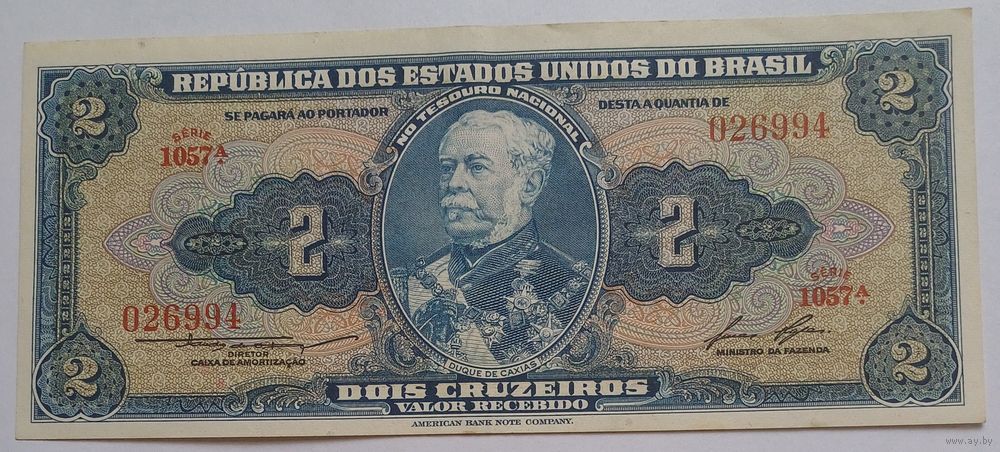 REPÚBLICA DOS ESTADOS UNIDOS DO BRASIL
2
2
SE PAGARÁ AO PORTADOR
NO TESOURO NACIONAL
DESTA A QUANTIA DE
SÉRIE
1057A
026994
2
2
SÉRIE
1057A
026994
DIRETOR
CAIXA DE AMORTIZAÇÃO
MINISTRO DA FAZENDA
DUQUE DE CAXIAS
2
2
DOIS CRUZEIROS
VALOR RECEBIDO
AMERICAN BANK NOTE COMPANY.
www.ay.by